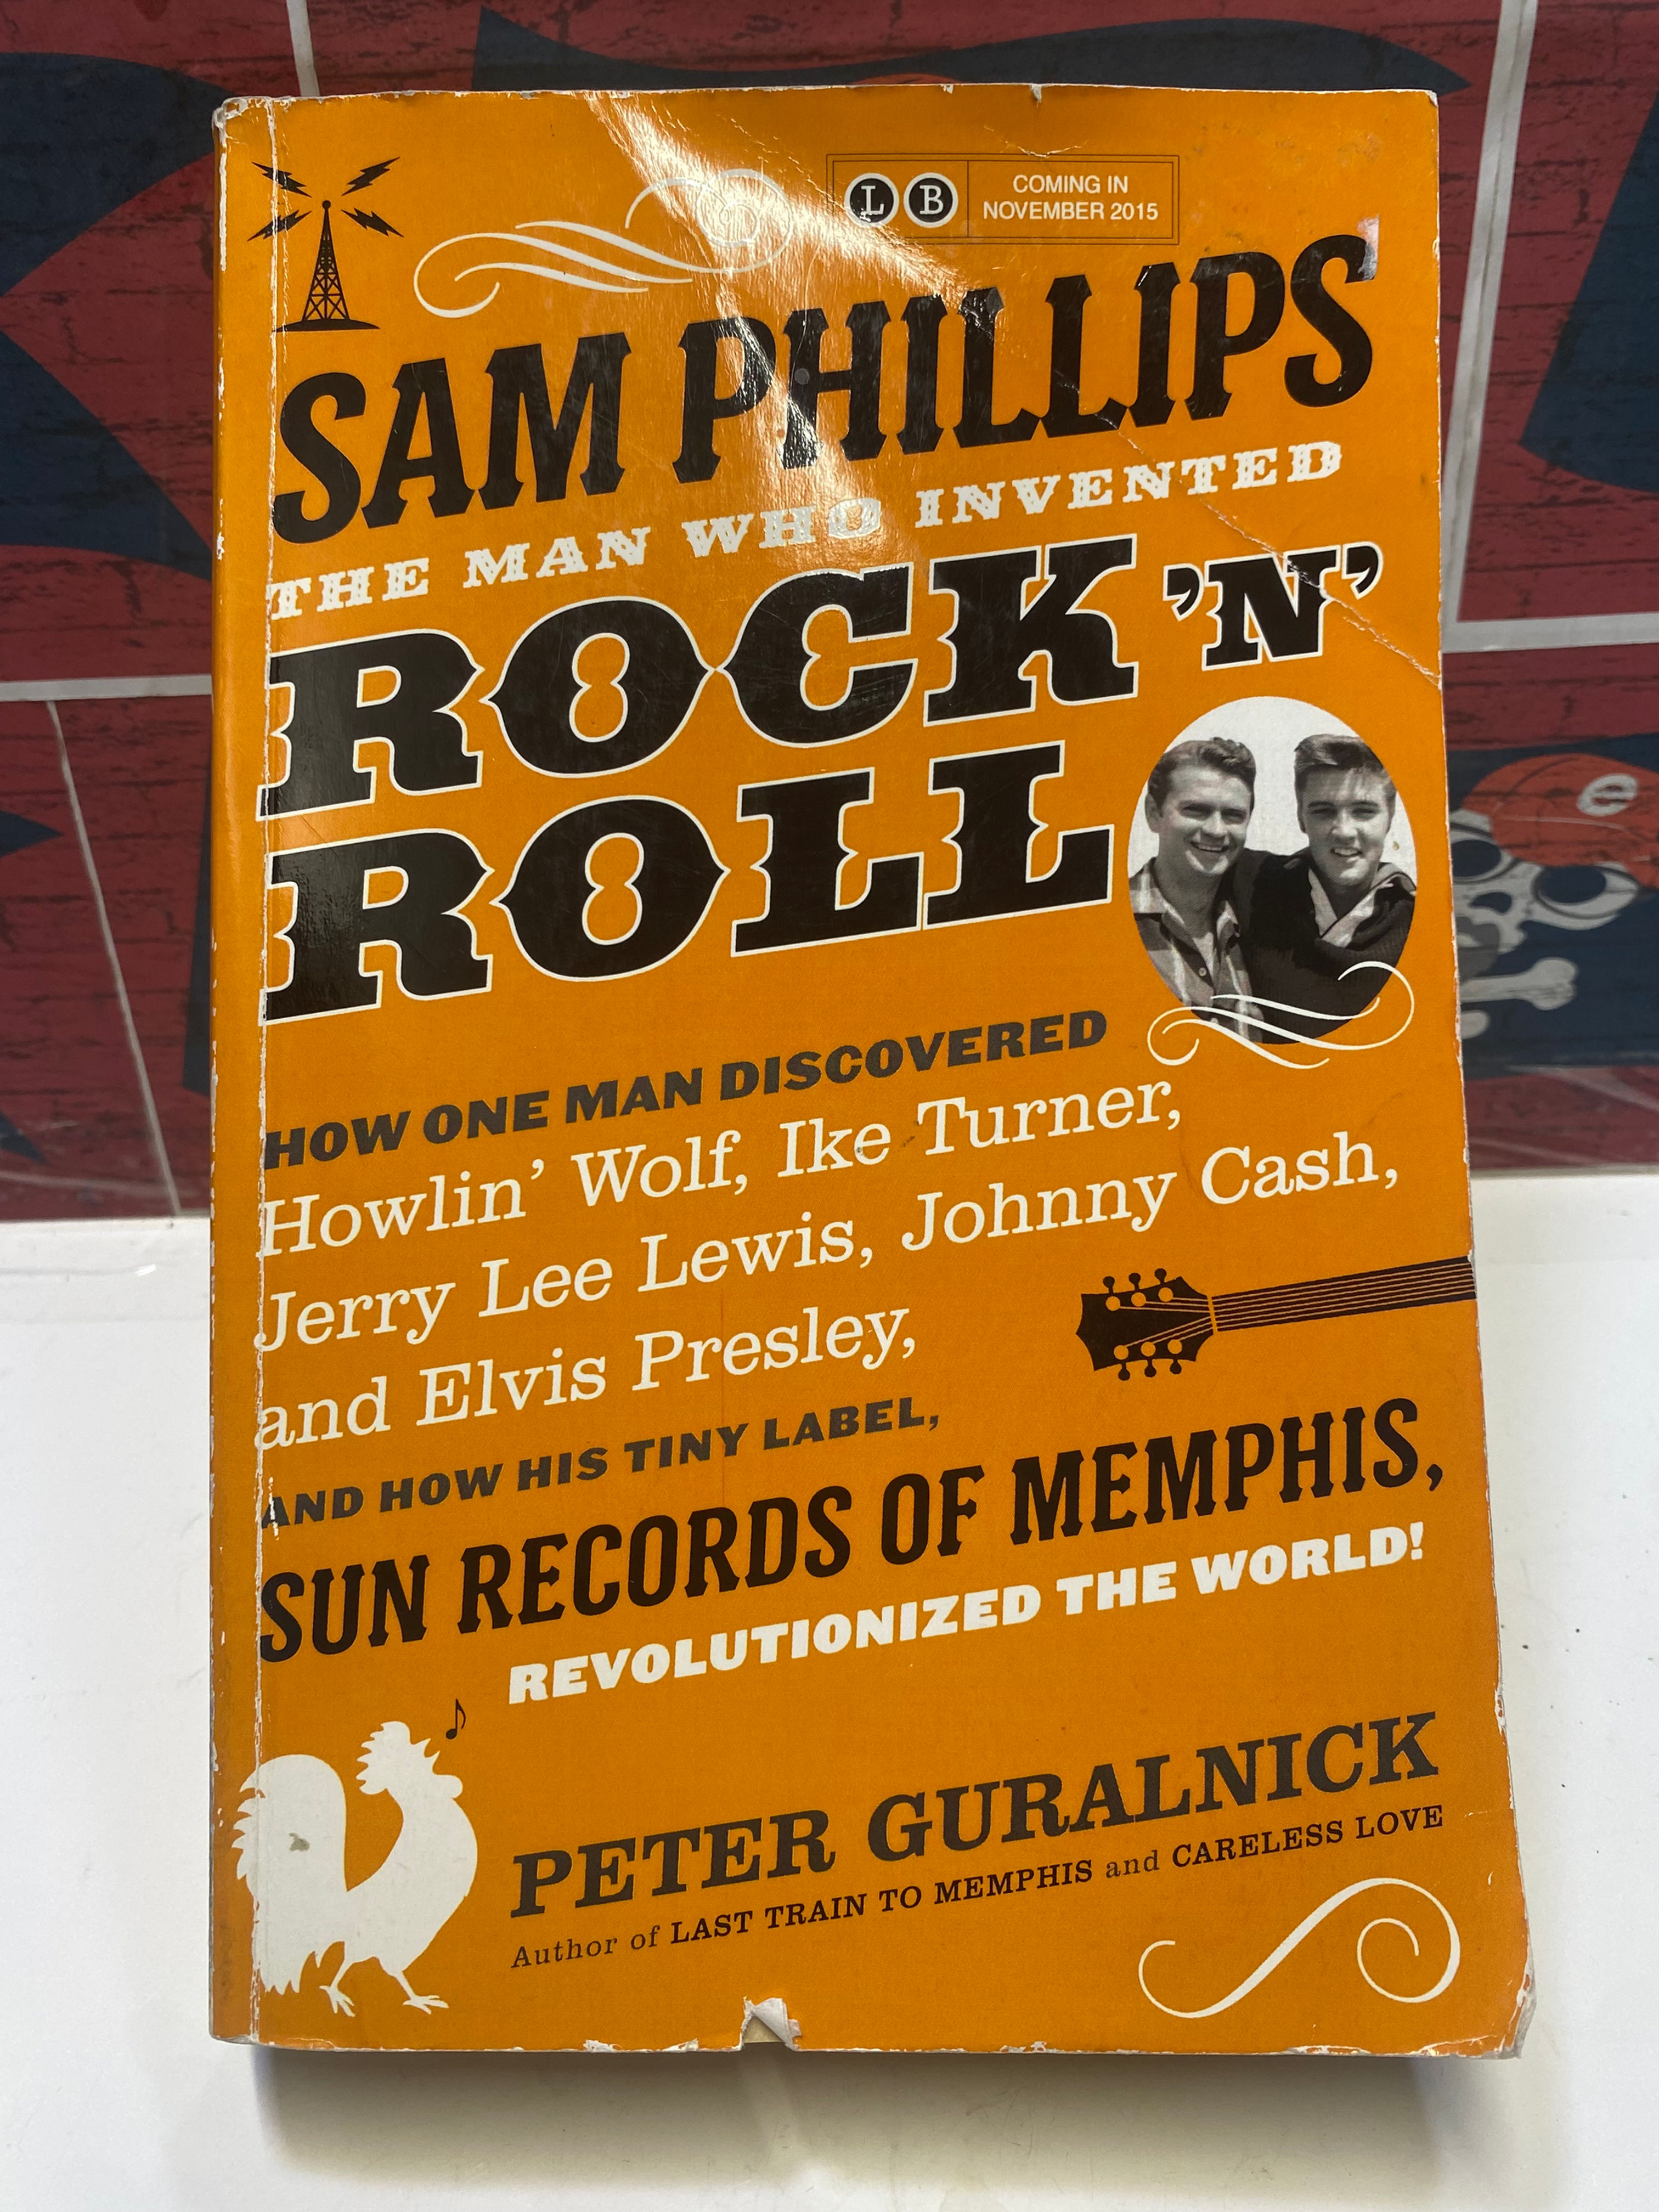 L B
COMING IN
NOVEMBER 2015
SAM PHILLIPS
THE MAN WHO INVENTED
ROCK 'N'
ROLL
HOW ONE MAN DISCOVERED
Howlin' Wolf, Ike Turner,
Jerry Lee Lewis, Johnny Cash,
and Elvis Presley,
AND HOW HIS TINY LABEL,
SUN RECORDS OF MEMPHIS,
REVOLUTIONIZED THE WORLD!
PETER GURALNICK
Author of LAST TRAIN TO MEMPHIS and CARELESS LOVE
e